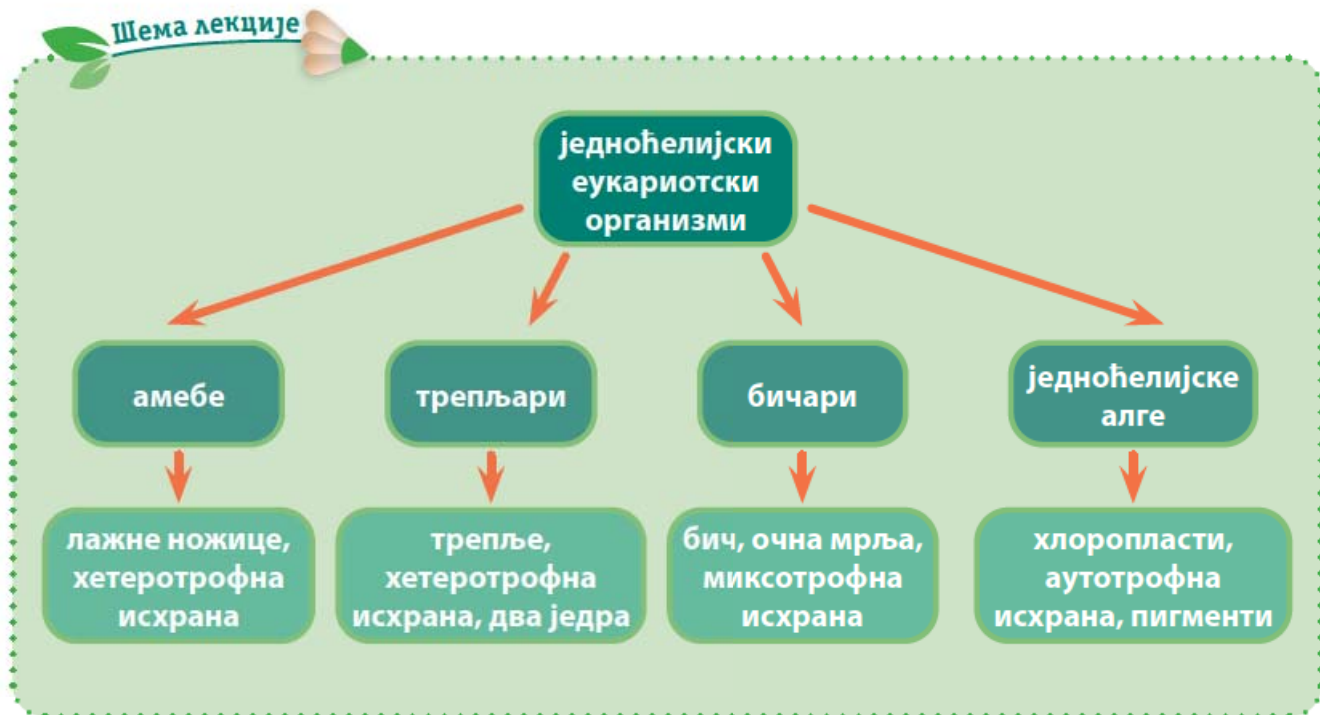 Шема лекције
једноћелијски
еукариотски
организми
амебе
трепљари
бичари
једноћелијске
алге
лажне ножице,
хетеротрофна
исхрана
трепље,
хетеротрофна
исхрана, два једра
бич, очна мрља,
миксотрофна
исхрана
хлоропласти,
аутотрофна
исхрана, пигменти